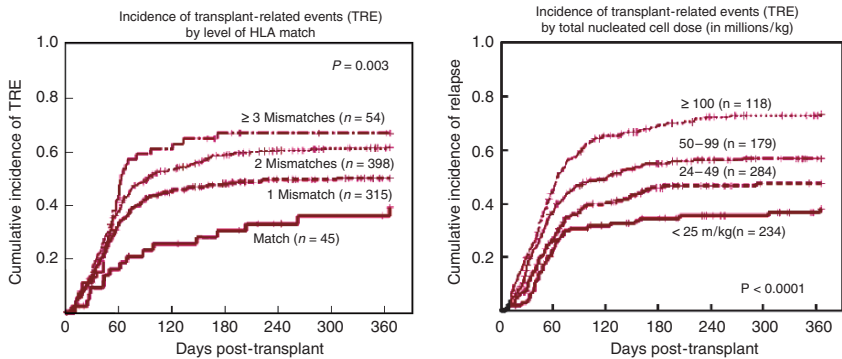 Incidence of transplant-related events (TRE)
by level of HLA match
Cumulative incidence of TRE
1.0
0.8
0.6
0.4
0.2
0
60
120
180
240
300
360
Days post-transplant
P = 0.003
≥ 3 Mismatches (n = 54)
2 Mismatches (n = 398)
1 Mismatch (n = 315)
Match (n = 45)
Incidence of transplant-related events (TRE)
by total nucleated cell dose (in millions/kg)
Cumulative incidence of relapse
1.0
0.8
0.6
0.4
0.2
0
60
120
180
240
300
360
Days post-transplant
≥ 100 (n = 118)
50–99 (n = 179)
24–49 (n = 284)
< 25 m/kg(n = 234)
P < 0.0001